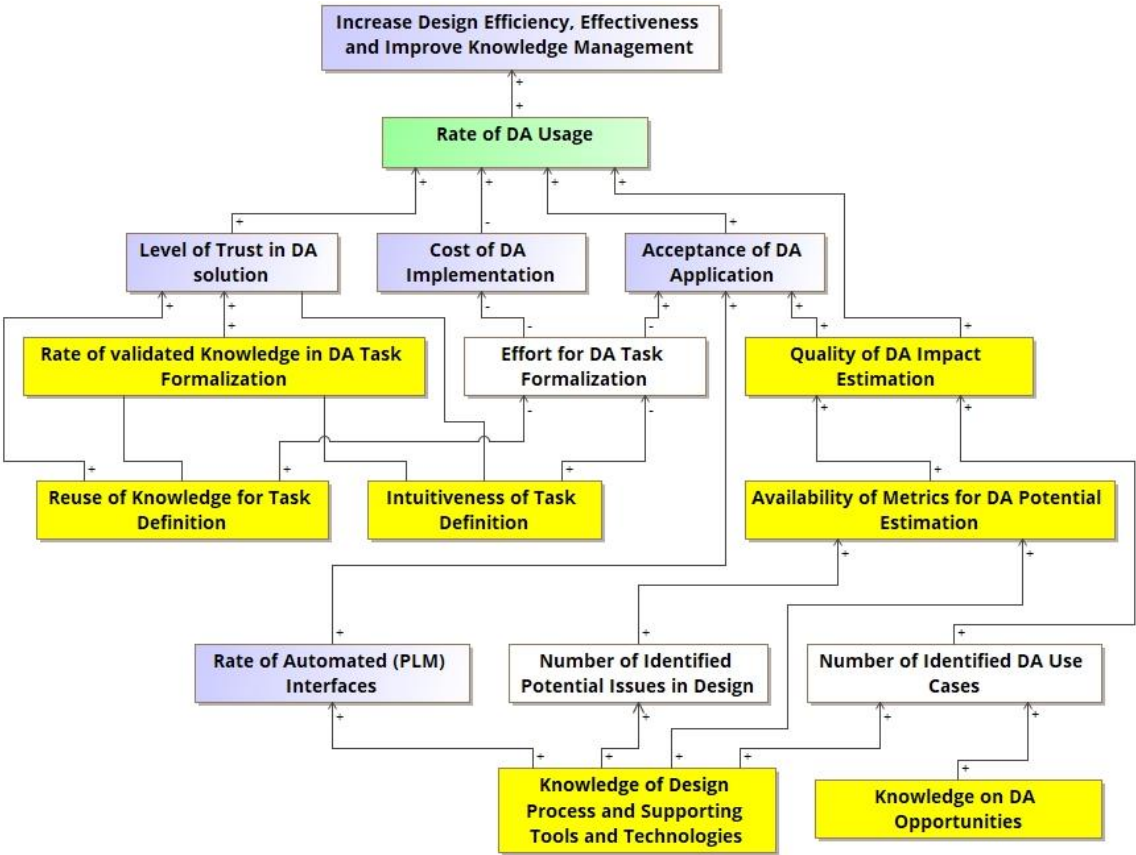 Increase Design Efficiency, Effectiveness
and Improve Knowledge Management
+
+
Rate of DA Usage
+
+
+
+
+
-
+
Level of Trust in DA
solution
Cost of DA
Implementation
Acceptance of DA
Application
+
+
-
+
+
+
+
-
-
+
+
Rate of validated Knowledge in DA Task
Formalization
Effort for DA Task
Formalization
Quality of DA Impact
Estimation
-
-
+
+
+
+
+
+
Reuse of Knowledge for Task
Definition
Intuitiveness of Task
Definition
Availability of Metrics for DA Potential
Estimation
+
+
+
+
+
Rate of Automated (PLM)
Interfaces
Number of Identified
Potential Issues in Design
Number of Identified DA Use
Cases
+
+
+
+
+
+
+
+
+
Knowledge of Design
Process and Supporting
Tools and Technologies
Knowledge on DA
Opportunities